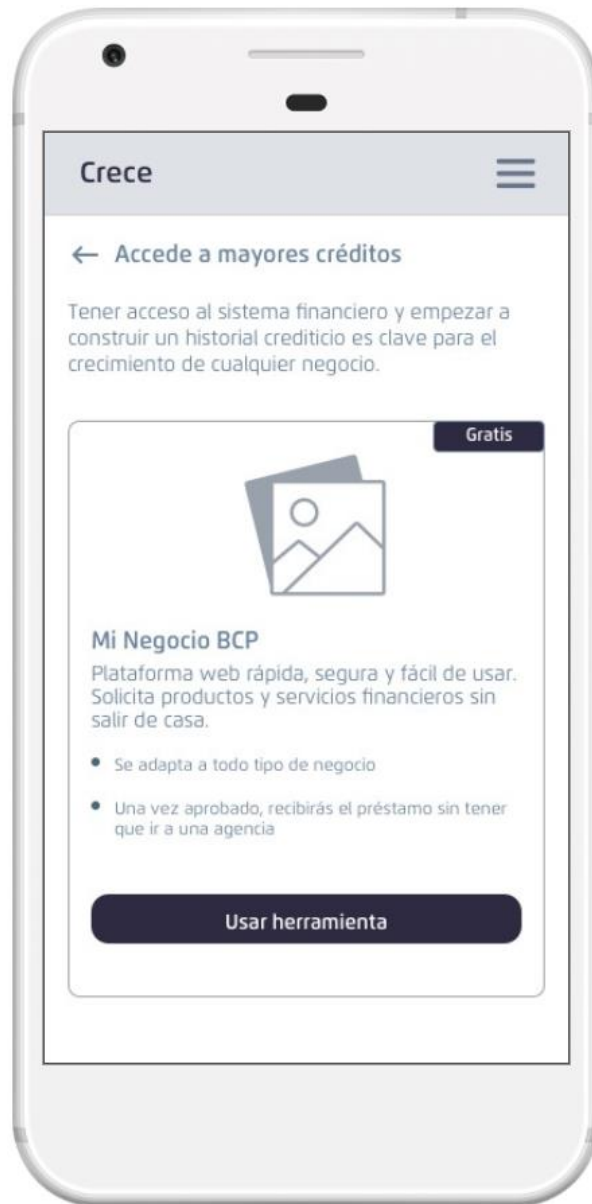 Crece
← Accede a mayores créditos
Tener acceso al sistema financiero y empezar a
construir un historial crediticio es clave para el
crecimiento de cualquier negocio.
Gratis
Mi Negocio BCP
Plataforma web rápida, segura y fácil de usar.
Solicita productos y servicios financieros sin
salir de casa.
• Se adapta a todo tipo de negocio
• Una vez aprobado, recibirás el préstamo sin tener
que ir a una agencia
Usar herramienta